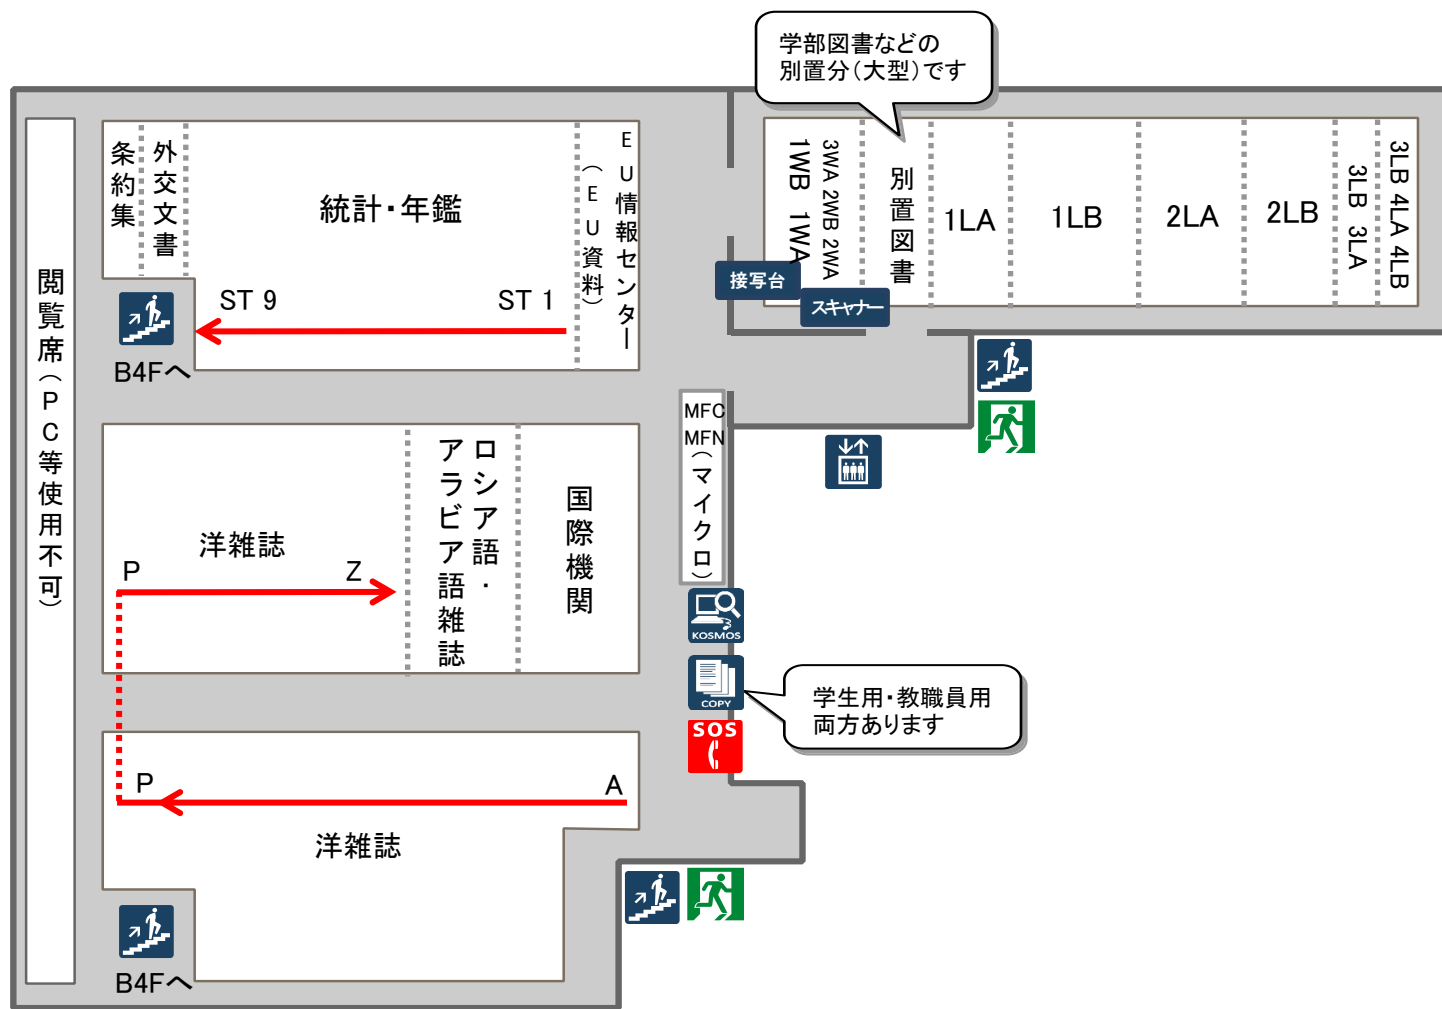 学部図書などの
別置分（大型）です
条約集
外交文書
統計・年鑑
ＥＵ情報センター
（ＥＵ資料）
ST 9
ST 1
B4Fへ
閲覧席（ＰＣ等使用不可）
3WA 2WB 2WA
1WB 1WA
別置図書
1LA
1LB
2LA
2LB
3LB 3LA
3LB 4LA 4LB
接写台
スキャナー
MFC
MFN
（マイクロ）
洋雑誌
P
Z
ロシア語・
アラビア語雑誌
国際機関
KOSMOS
COPY
学生用・教職員用
両方あります
SOS
P
A
洋雑誌
B4Fへ